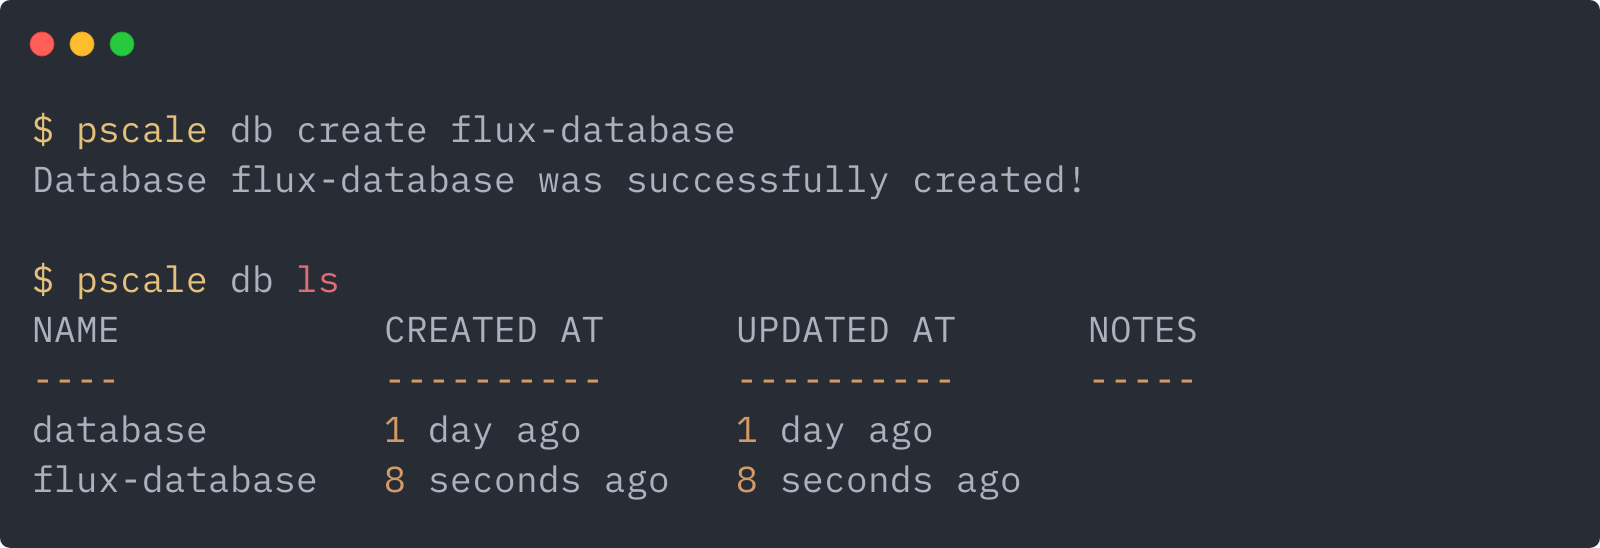 $ pscale db create flux-database
Database flux-database was successfully created!
$ pscale db ls
NAME            CREATED AT      UPDATED AT      NOTES
----            ----------      ----------      -----
database        1 day ago       1 day ago
flux-database   8 seconds ago   8 seconds ago